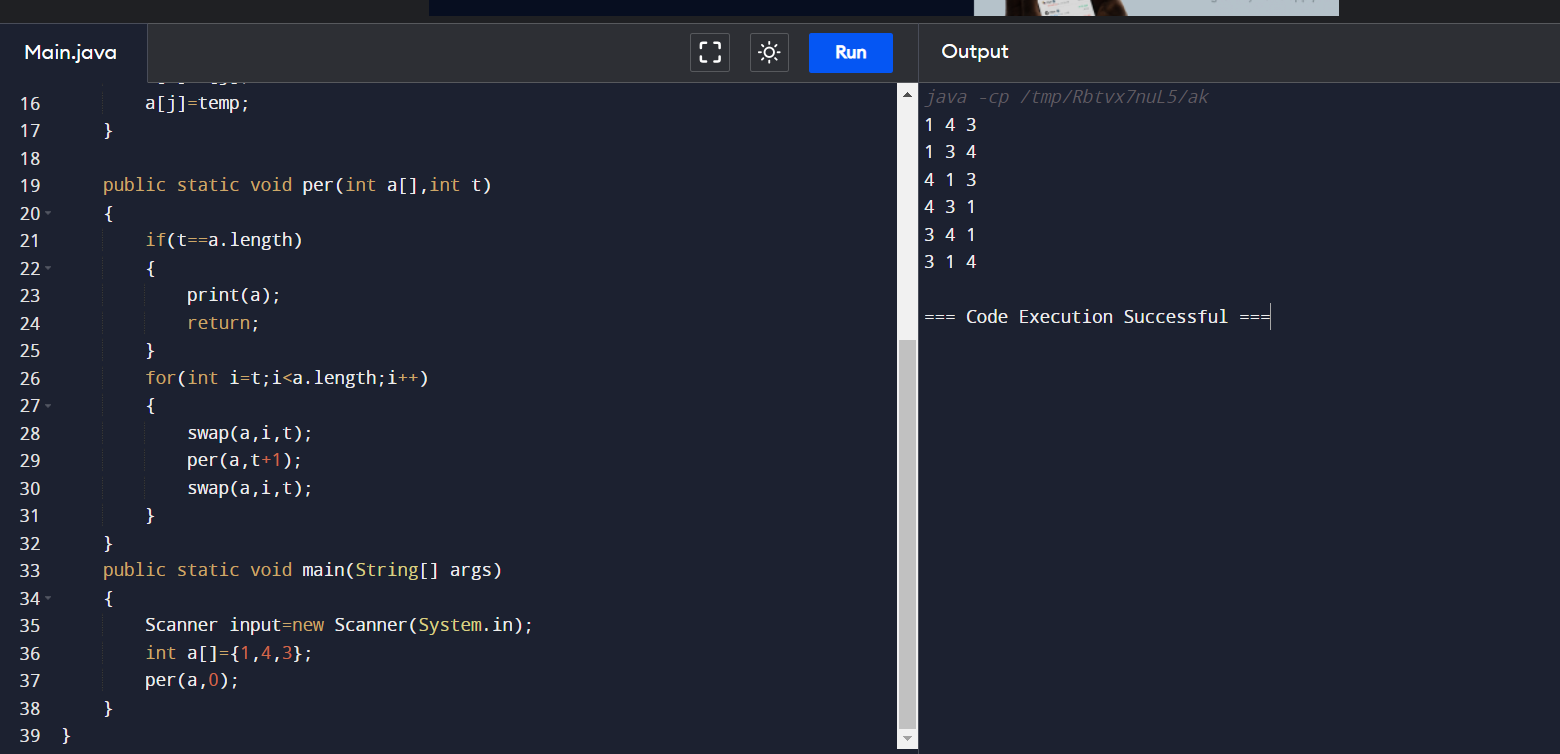 Main.java
Run
Output
16 a[j]=temp;
17 }
18
19 public static void per(int a[],int t)
20 {
21 if(t==a.length)
22 {
23 print(a);
24 return;
25 }
26 for(int i=t;i<a.length;i++)
27 {
28 swap(a,i,t);
29 per(a,t+1);
30 swap(a,i,t);
31 }
32 }
33 public static void main(String[] args)
34 {
35 Scanner input=new Scanner(System.in);
36 int a[]={1,4,3};
37 per(a,0);
38 }
39 }
java -cp /tmp/Rbtvx7nuL5/ak
1 4 3
1 3 4
4 1 3
4 3 1
3 4 1
3 1 4
=== Code Execution Successful ===